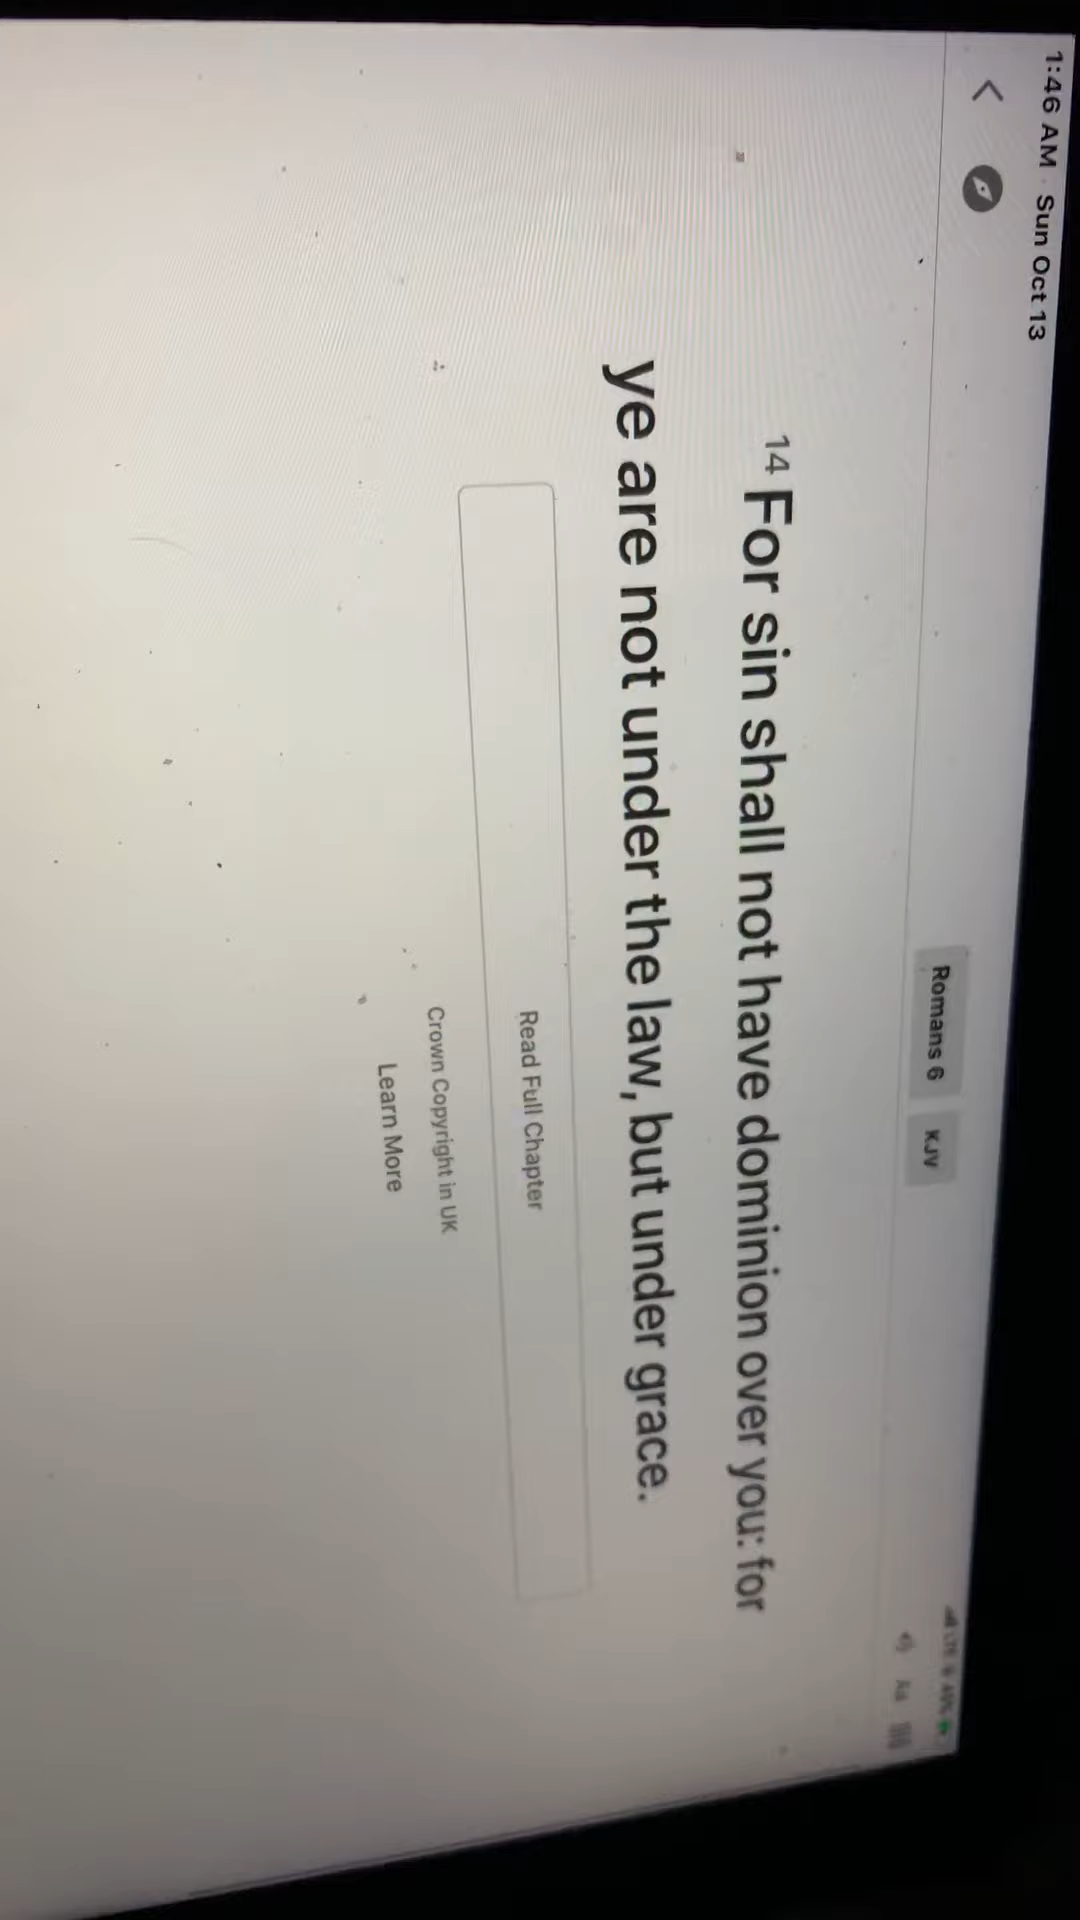 1:46 AM Sun Oct 13
Romans 6 KJV
Aa
14 For sin shall not have dominion over you: for
ye are not under the law, but under grace.
Read Full Chapter
Crown Copyright in UK
Learn More